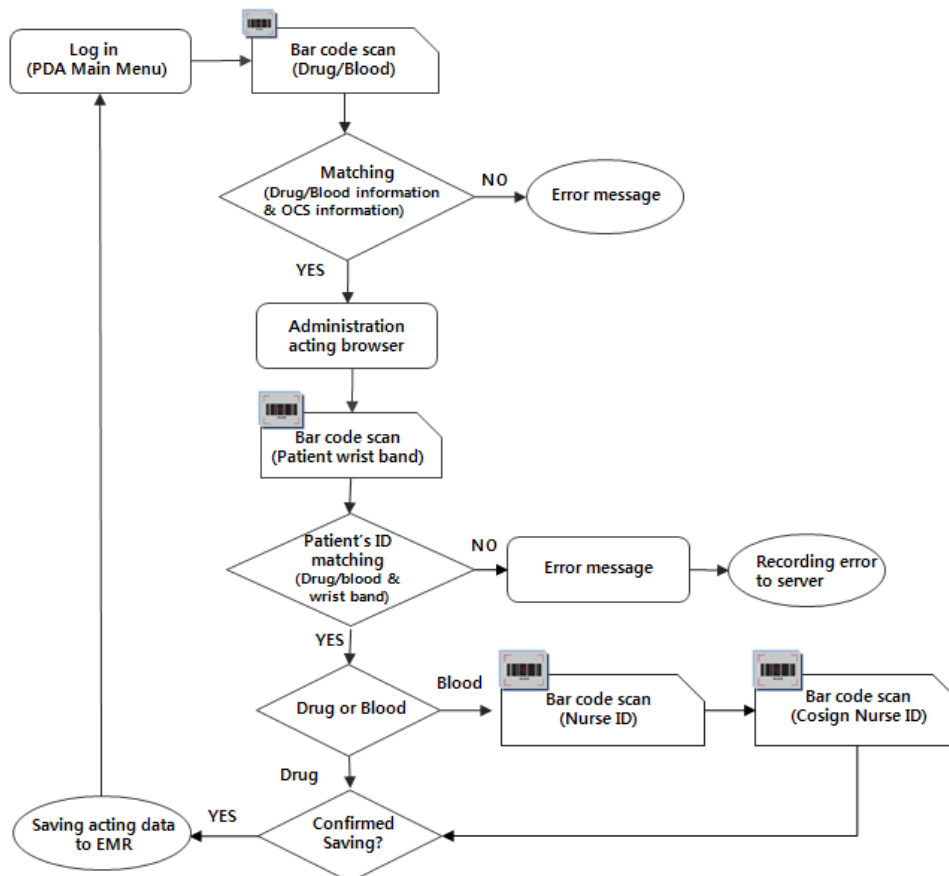 Log in
(PDA Main Menu)
Bar code scan
(Drug/Blood)
Matching
(Drug/Blood information
& OCS information)
NO
Error message
YES
Administration
acting browser
Bar code scan
(Patient wrist band)
Patient's ID
matching
(Drug/blood &
wrist band)
NO
Error message
Recording error
to server
YES
Drug or Blood
Blood
Bar code scan
(Nurse ID)
Bar code scan
(Cosign Nurse ID)
Drug
Confirmed
Saving?
YES
Saving acting data
to EMR